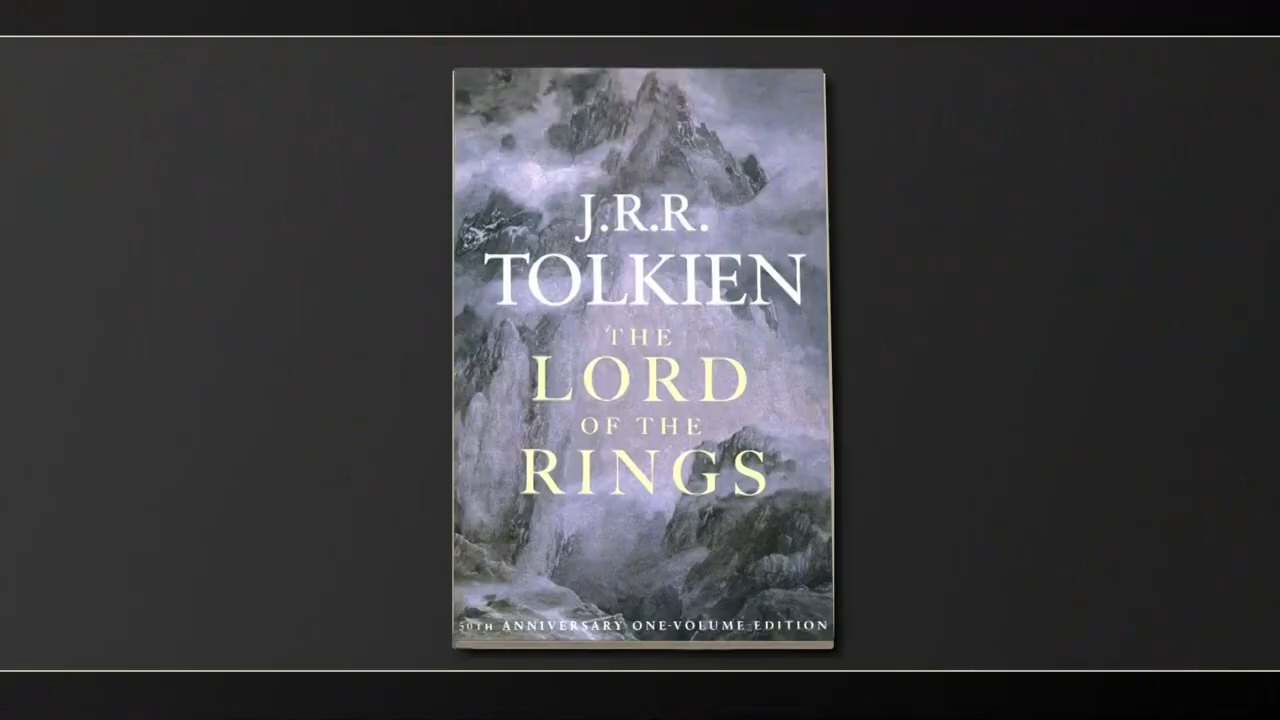 J.R.R.
TOLKIEN
THE
LORD
OF THE
RINGS
50TH ANNIVERSARY ONE-VOLUME EDITION